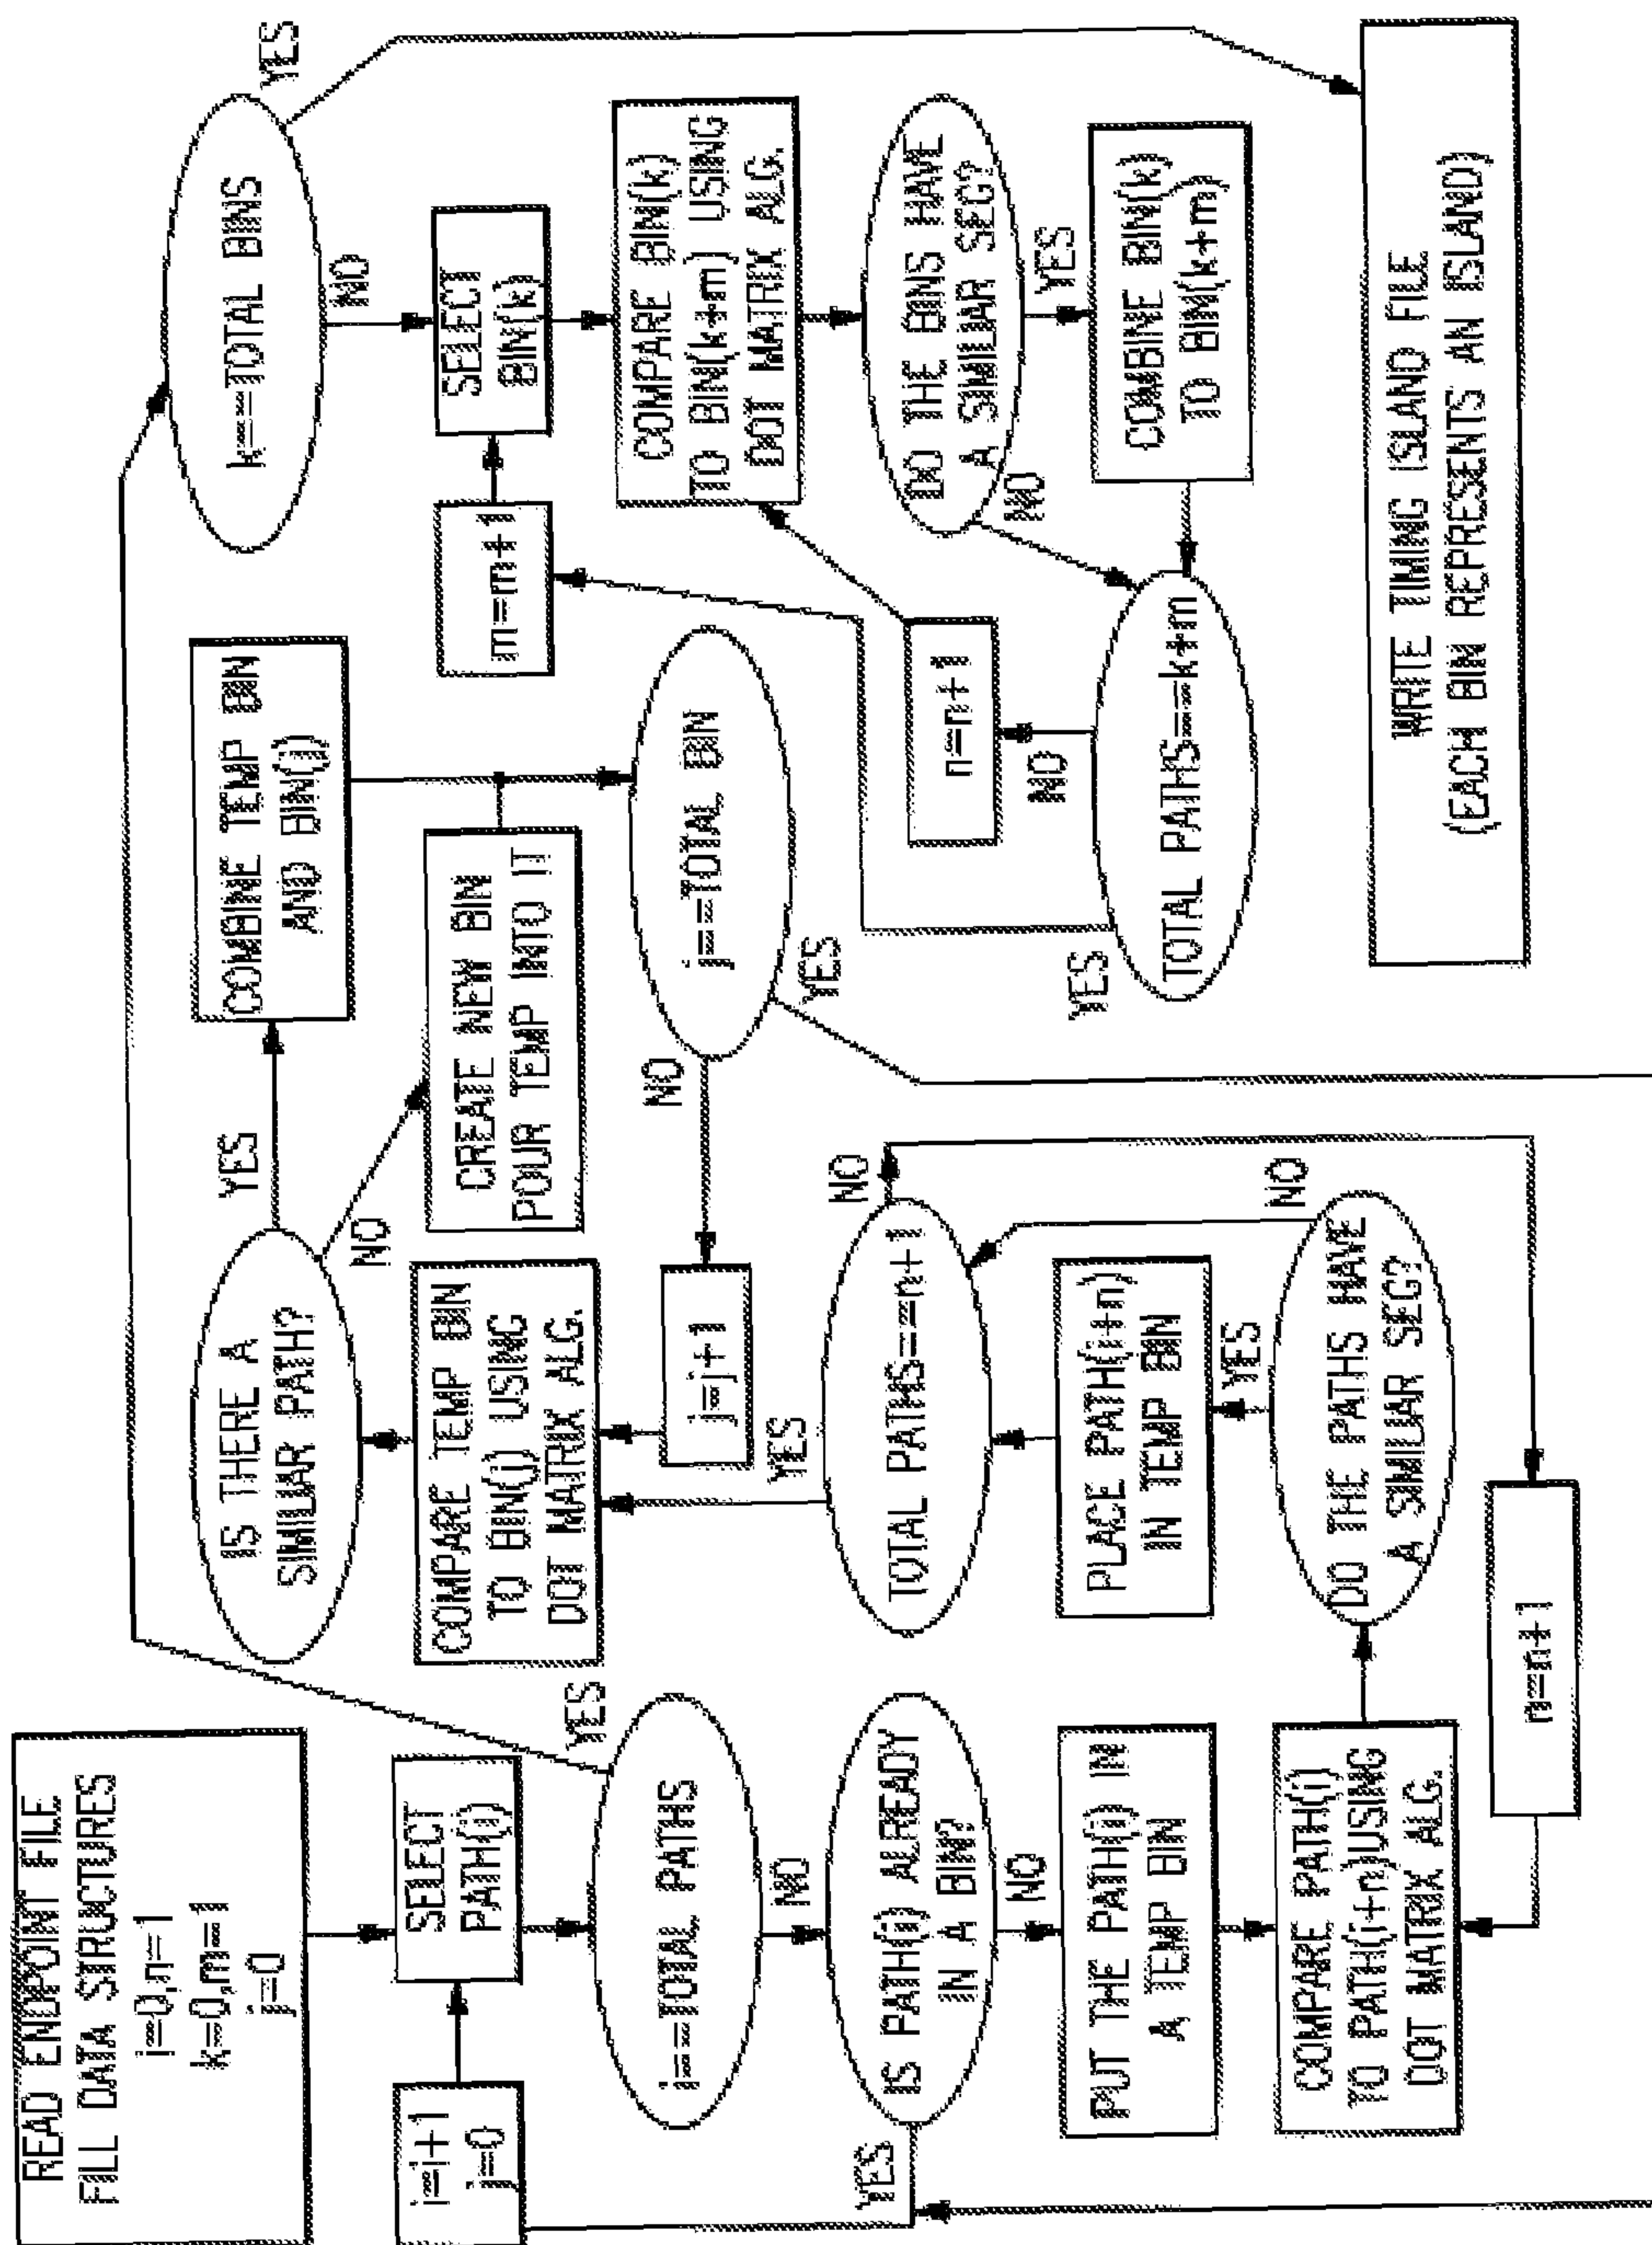 READ ENDPOINT FILE
FILL DATA STRUCTURES
i=0,n=1
k=0,m=1
j=0
i=i+1
j=0
SELECT
PATH(i)
i==TOTAL PATHS
YES
NO
IS PATH(i) ALREADY
IN A BIN?
YES
NO
PUT THE PATH(i) IN
A TEMP BIN
COMPARE PATH(i)
TO PATH(i+n)USING
DOT MATRIX ALG.
n=n+1
DO THE PATHS HAVE
A SIMILIAR SEG?
NO
YES
PLACE PATH(i+n)
IN TEMP BIN
TOTAL PATHS==n+1
NO
YES
COMPARE TEMP BIN
TO BIN(j) USING
DOT MATRIX ALG.
j=j+1
IS THERE A
SIMILIAR PATH?
YES
NO
COMBINE TEMP BIN
AND BIN(j)
CREATE NEW BIN
POUR TEMP INTO IT
j==TOTAL BIN
NO
YES
k==TOTAL BINS
YES
NO
m=m+1
SELECT
BIN(k)
COMPARE BIN(k)
TO BIN(k+m) USING
DOT MATRIX ALG.
DO THE BINS HAVE
A SIMILIAR SEG?
NO
YES
COMBINE BIN(k)
TO BIN(k+m)
n=n+1
NO
TOTAL PATHS==k+m
YES
WRITE TIMING ISLAND FILE
(EACH BIN REPRESENTS AN ISLAND)